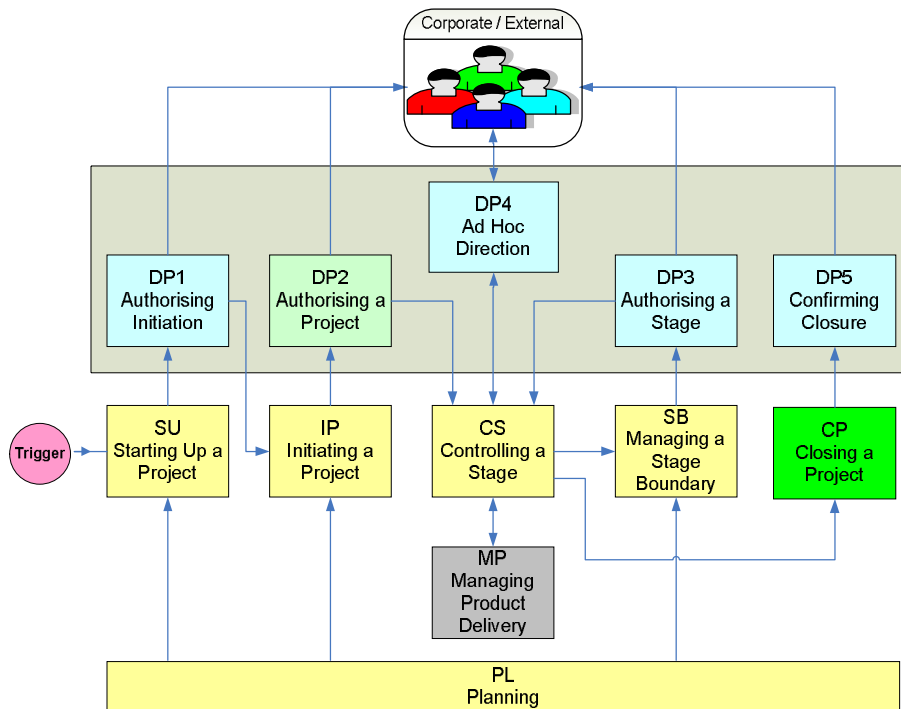 Corporate / External
DP4
Ad Hoc
Direction
DP1
Authorising
Initiation
DP2
Authorising a
Project
DP3
Authorising a
Stage
DP5
Confirming
Closure
Trigger
SU
Starting Up a
Project
IP
Initiating a
Project
CS
Controlling a
Stage
SB
Managing a
Stage
Boundary
CP
Closing a
Project
MP
Managing
Product
Delivery
PL
Planning